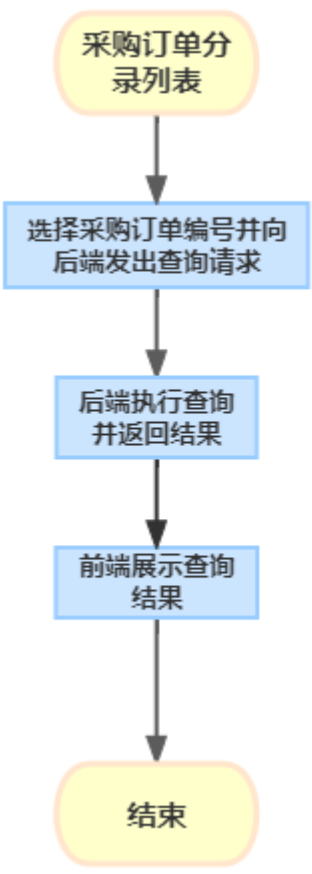 采购订单分
录列表
选择采购订单编号并向
后端发出查询请求
后端执行查询
并返回结果
前端展示查询
结果
结束